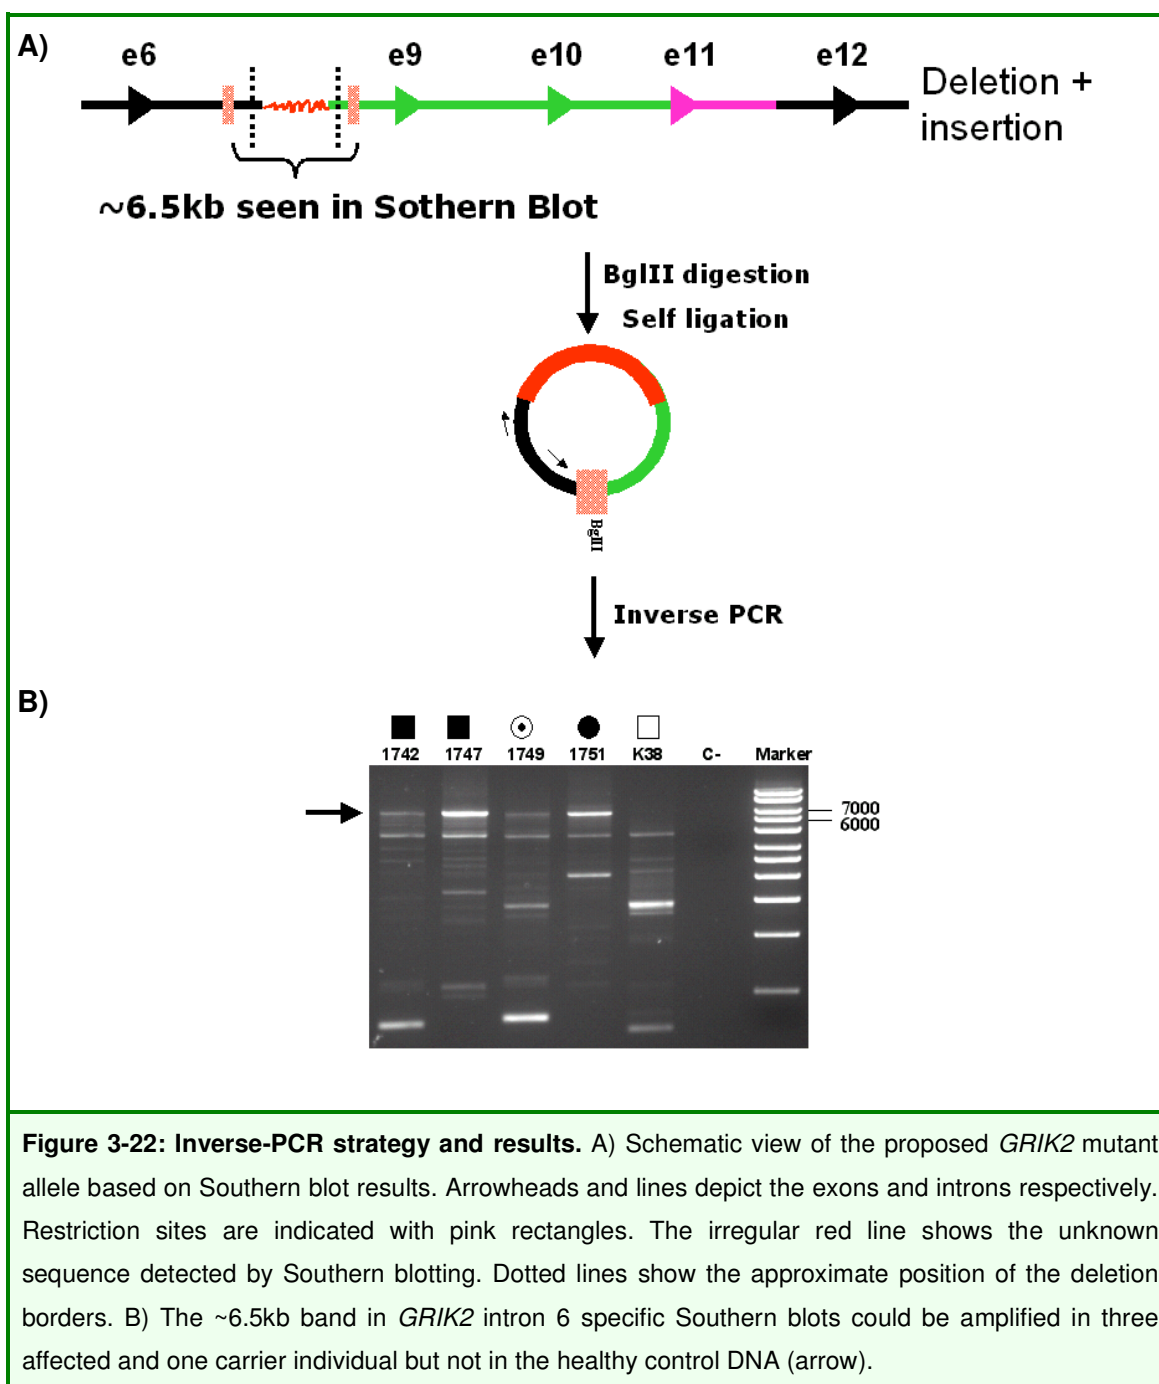 A)
e6
e9
e10
e11
e12
Deletion +
insertion
~6.5kb seen in Sothern Blot
BglII digestion
Self ligation
BglII
Inverse PCR
B)
1742 1747 1749 1751 K38 C- Marker
7000
6000
Figure 3-22: Inverse-PCR strategy and results. A) Schematic view of the proposed GRIK2 mutant
allele based on Southern blot results. Arrowheads and lines depict the exons and introns respectively.
Restriction sites are indicated with pink rectangles. The irregular red line shows the unknown
sequence detected by Southern blotting. Dotted lines show the approximate position of the deletion
borders. B) The ~6.5kb band in GRIK2 intron 6 specific Southern blots could be amplified in three
affected and one carrier individual but not in the healthy control DNA (arrow).